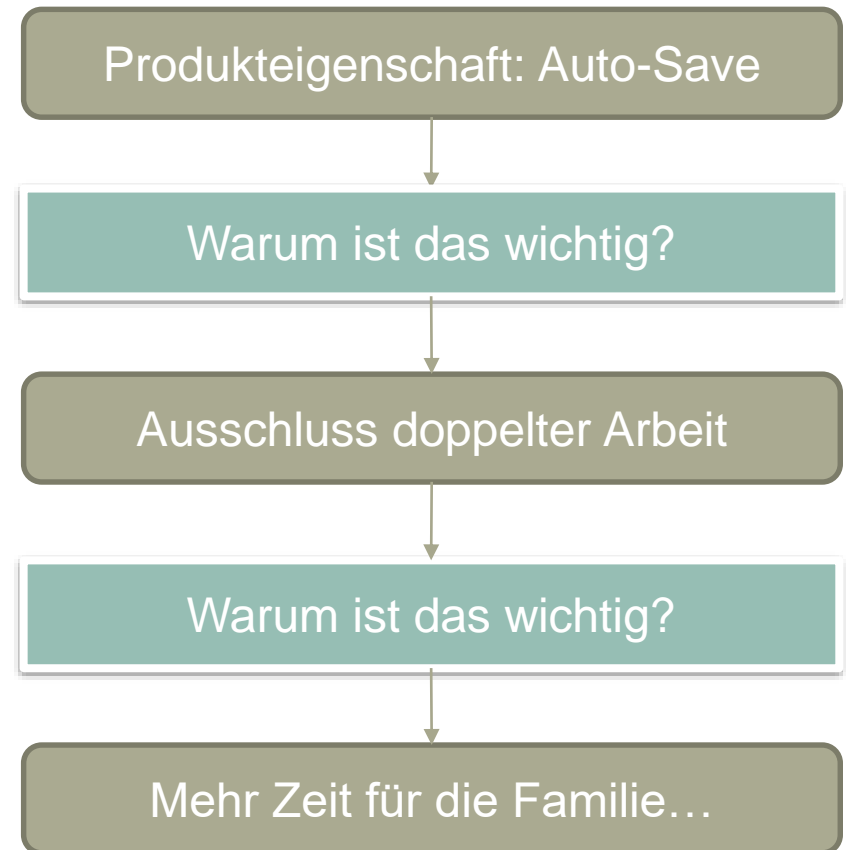 Produkteigenschaft: Auto-Save
Warum ist das wichtig?
Ausschluss doppelter Arbeit
Warum ist das wichtig?
Mehr Zeit für die Familie…